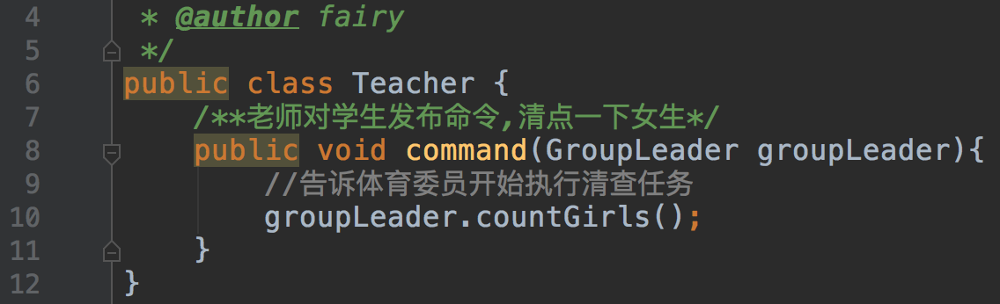 4 * @author fairy
5 */
6 public class Teacher {
7 /**老师对学生发布命令,清点一下女生*/
8 public void command(GroupLeader groupLeader){
9 //告诉体育委员开始执行清查任务
10 groupLeader.countGirls();
11 }
12 }